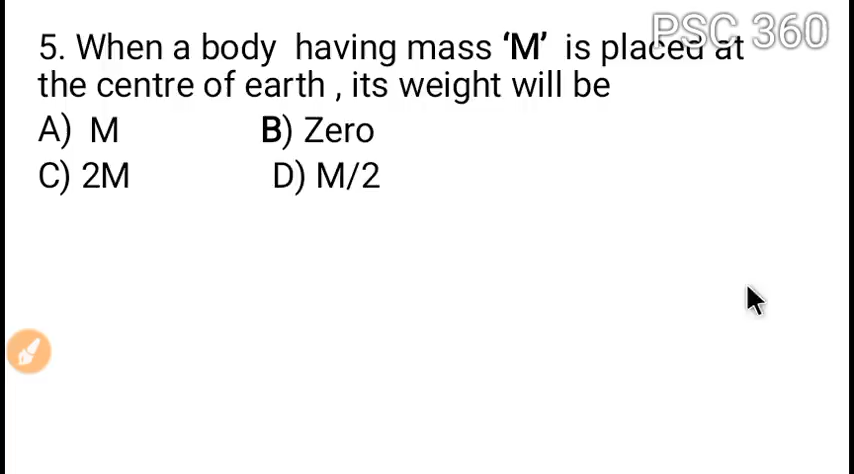 PSC 360
5. When a body having mass ‘M’ is placed at
the centre of earth , its weight will be
A) M B) Zero
C) 2M D) M/2